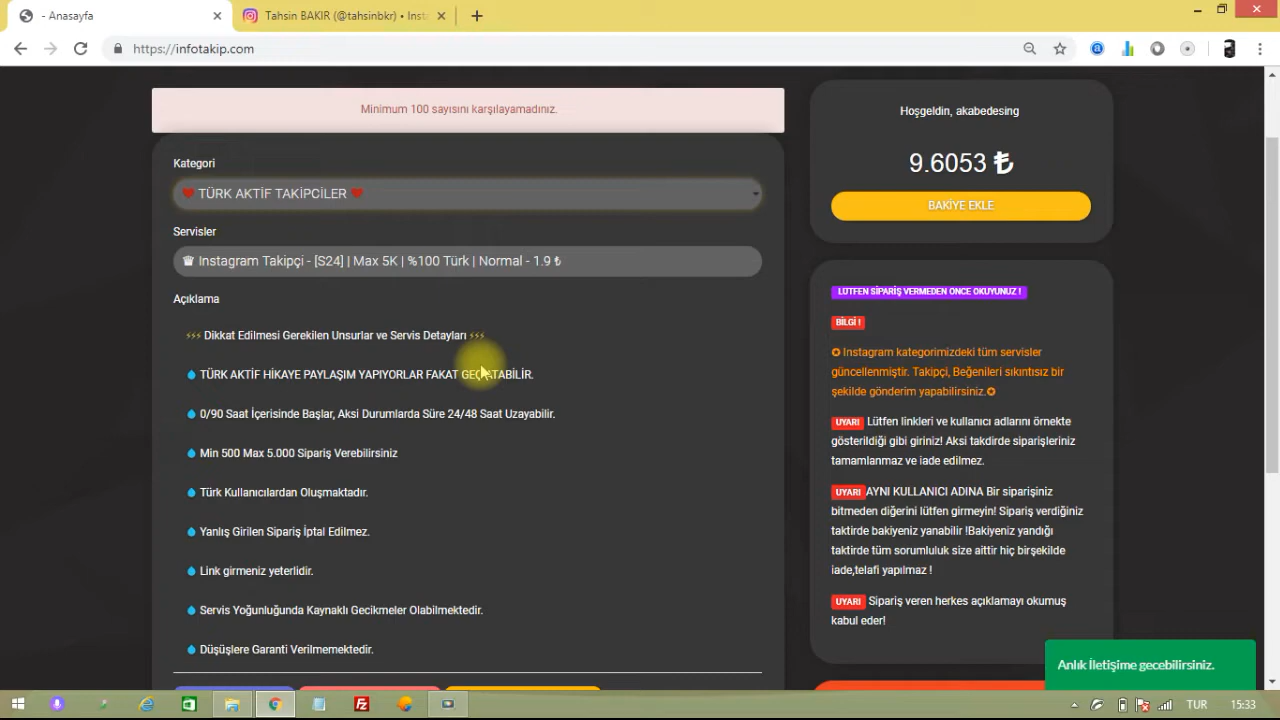 - Anasayfa
Tahsin BAKIR (@tahsinbkr) • Inst
https://infotakip.com
Minimum 100 sayısını karşılayamadınız.
Kategori
TÜRK AKTİF TAKİPCİLER
Servisler
Instagram Takipçi - [S24] | Max 5K | %100 Türk | Normal - 1.9 ₺
Açıklama
Dikkat Edilmesi Gerekilen Unsurlar ve Servis Detayları
TÜRK AKTİF HİKAYE PAYLAŞIM YAPIYORLAR FAKAT GEÇ ATABİLİR.
0/90 Saat İçerisinde Başlar, Aksi Durumlarda Süre 24/48 Saat Uzayabilir.
Min 500 Max 5.000 Sipariş Verebilirsiniz
Türk Kullanıcılardan Oluşmaktadır.
Yanlış Girilen Sipariş İptal Edilmez.
Link girmeniz yeterlidir.
Servis Yoğunluğunda Kaynaklı Gecikmeler Olabilmektedir.
Düşüşlere Garanti Verilmemektedir.
Hoşgeldin, akabedesing
9.6053 ₺
BAKİYE EKLE
LÜTFEN SİPARİŞ VERMEDEN ÖNCE OKUYUNUZ !
BİLGİ !
✪ Instagram kategorimizdeki tüm servisler
güncellenmiştir. Takipçi, Beğenileri sıkıntısız bir
şekilde gönderim yapabilirsiniz.✪
UYARI Lütfen linkleri ve kullanıcı adlarını örnekte
gösterildiği gibi giriniz! Aksi takdirde siparişleriniz
tamamlanmaz ve iade edilmez.
UYARI AYNI KULLANICI ADINA Bir siparişiniz
bitmeden diğerini lütfen girmeyin! Sipariş verdiğiniz
taktirde bakiyeniz yanabilir !Bakiyeniz yandığı
taktirde tüm sorumluluk size aittir hiç birşekilde
iade,telafi yapılmaz !
UYARI Sipariş veren herkes açıklamayı okumuş
kabul eder!
Anlık İletişime gecebilirsiniz.
TUR
15:33